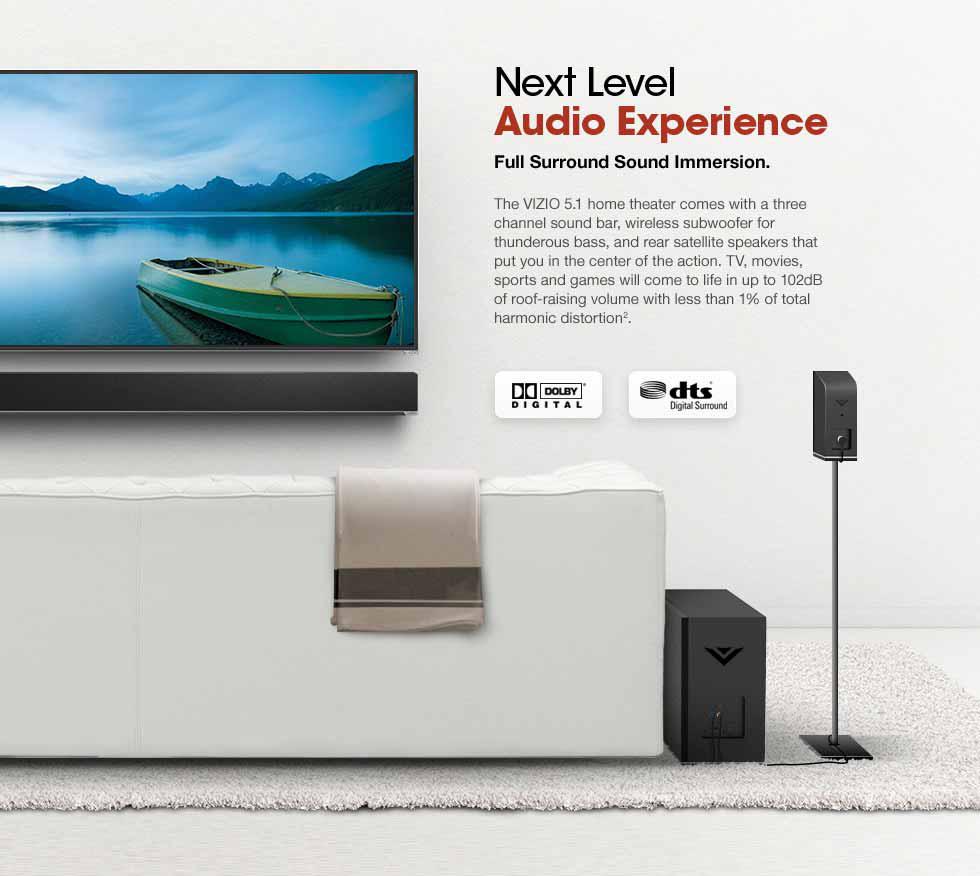 Next Level
Audio Experience
Full Surround Sound Immersion.
The VIZIO 5.1 home theater comes with a three
channel sound bar, wireless subwoofer for
thunderous bass, and rear satellite speakers that
put you in the center of the action. TV, movies,
sports and games will come to life in up to 102dB
of roof-raising volume with less than 1% of total
harmonic distortion².
DOLBY
DIGITAL
dts
Digital Surround